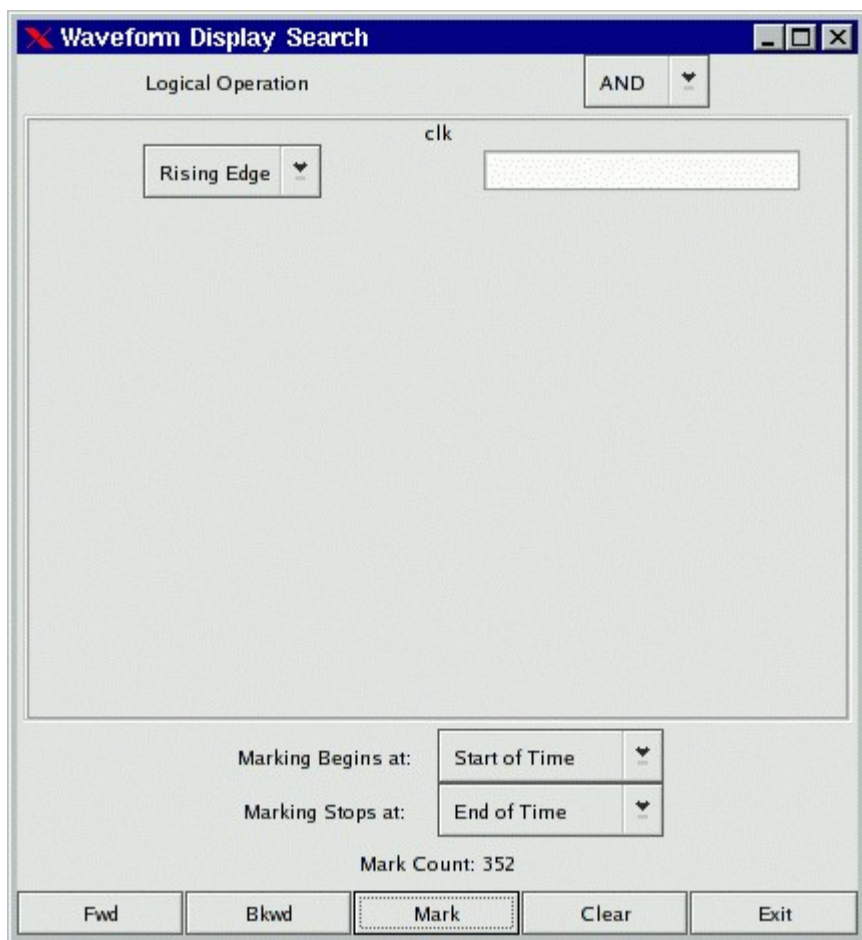 Waveform Display Search
Logical Operation AND
clk
Rising Edge
Marking Begins at: Start of Time
Marking Stops at: End of Time
Mark Count: 352
Fwd Bkwd Mark Clear Exit